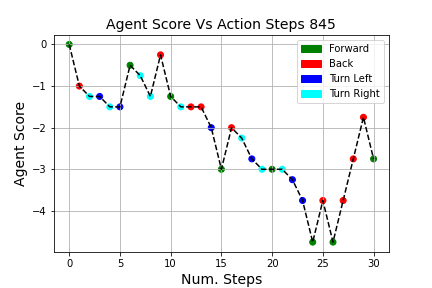 Agent Score Vs Action Steps 845
Forward
Back
Turn Left
Turn Right
Agent Score
0
−1
−2
−3
−4
0 5 10 15 20 25 30
Num. Steps